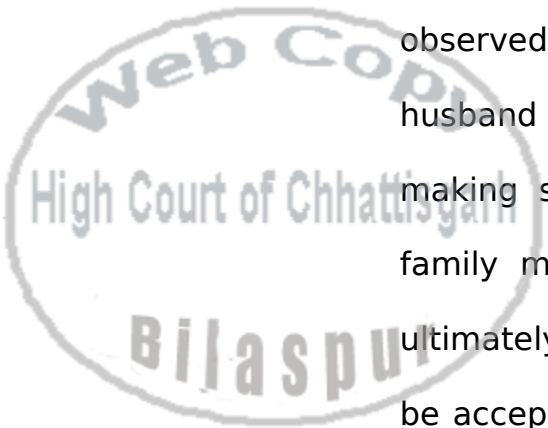 Web Copy
High Court of Chhattisgarh
Bilaspur
observed
husband
making s
family m
ultimately
be accep